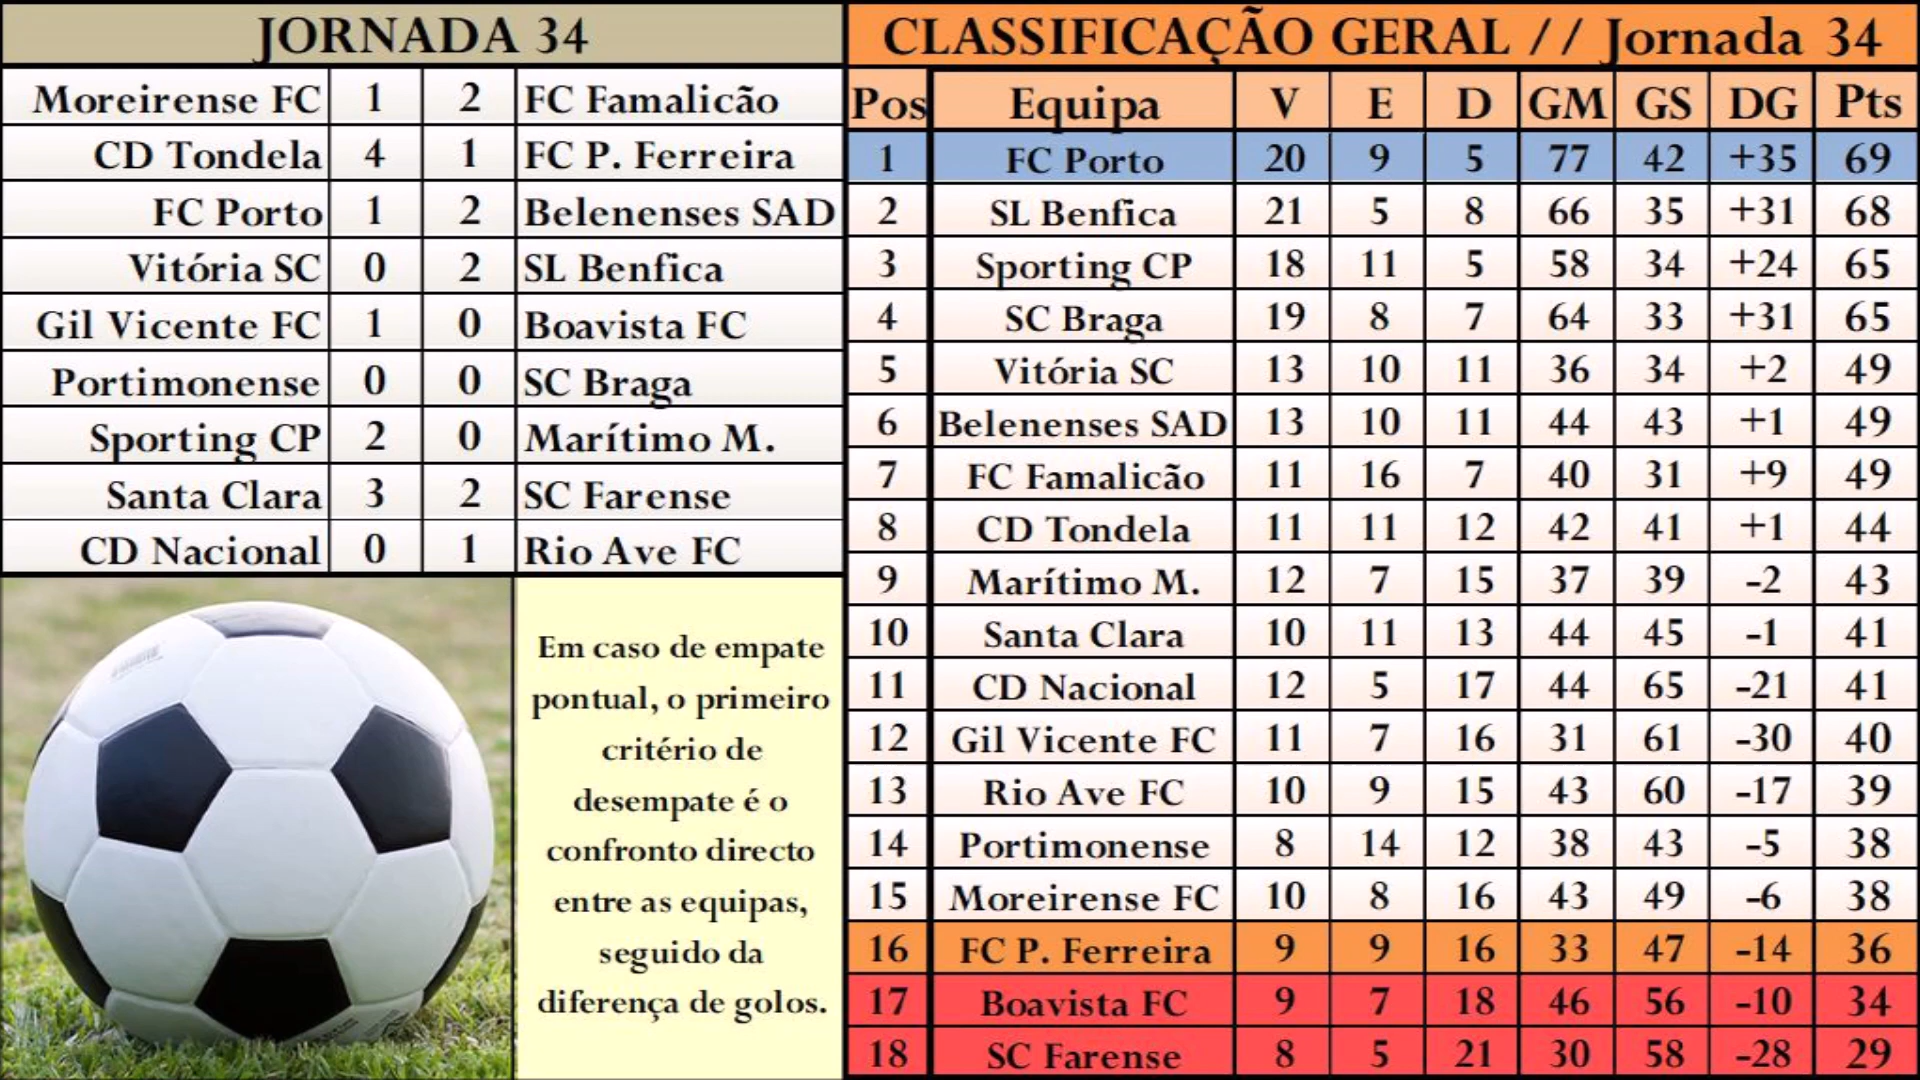 JORNADA 34
Moreirense FC 1 2 FC Famalicão
CD Tondela 4 1 FC P. Ferreira
FC Porto 1 2 Belenenses SAD
Vitória SC 0 2 SL Benfica
Gil Vicente FC 1 0 Boavista FC
Portimonense 0 0 SC Braga
Sporting CP 2 0 Marítimo M.
Santa Clara 3 2 SC Farense
CD Nacional 0 1 Rio Ave FC
Em caso de empate
pontual, o primeiro
critério de
desempate é o
confronto directo
entre as equipas,
seguido da
diferença de golos.
CLASSIFICAÇÃO GERAL // Jornada 34
Pos Equipa V E D GM GS DG Pts
1 FC Porto 20 9 5 77 42 +35 69
2 SL Benfica 21 5 8 66 35 +31 68
3 Sporting CP 18 11 5 58 34 +24 65
4 SC Braga 19 8 7 64 33 +31 65
5 Vitória SC 13 10 11 36 34 +2 49
6 Belenenses SAD 13 10 11 44 43 +1 49
7 FC Famalicão 11 16 7 40 31 +9 49
8 CD Tondela 11 11 12 42 41 +1 44
9 Marítimo M. 12 7 15 37 39 -2 43
10 Santa Clara 10 11 13 44 45 -1 41
11 CD Nacional 12 5 17 44 65 -21 41
12 Gil Vicente FC 11 7 16 31 61 -30 40
13 Rio Ave FC 10 9 15 43 60 -17 39
14 Portimonense 8 14 12 38 43 -5 38
15 Moreirense FC 10 8 16 43 49 -6 38
16 FC P. Ferreira 9 9 16 33 47 -14 36
17 Boavista FC 9 7 18 46 56 -10 34
18 SC Farense 8 5 21 30 58 -28 29